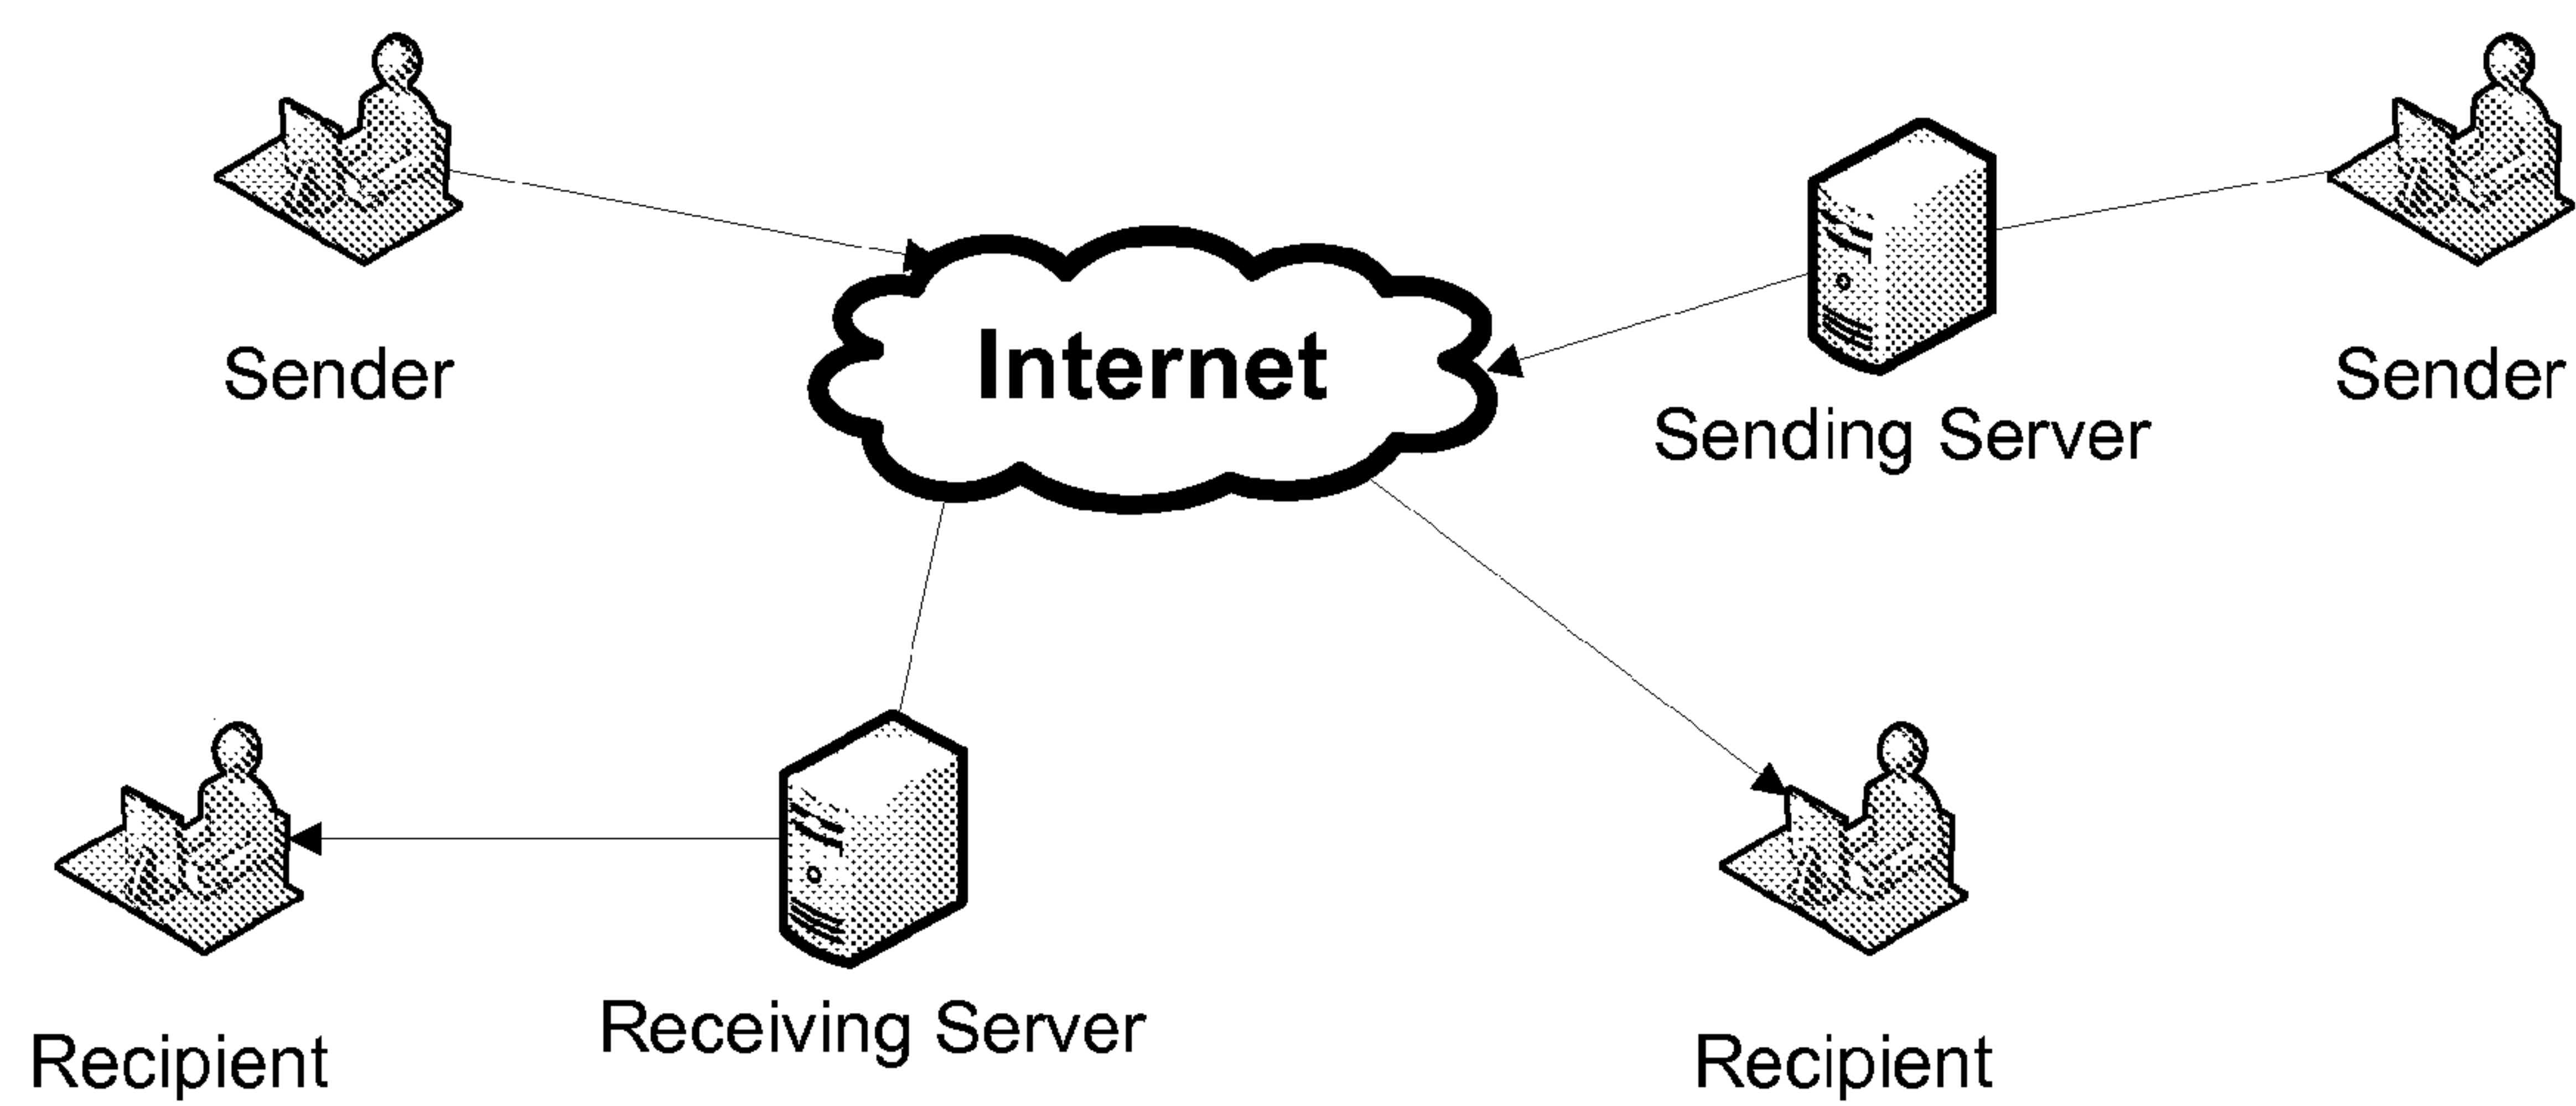 Sender
Internet
Sender
Sending Server
Receiving Server
Recipient
Recipient